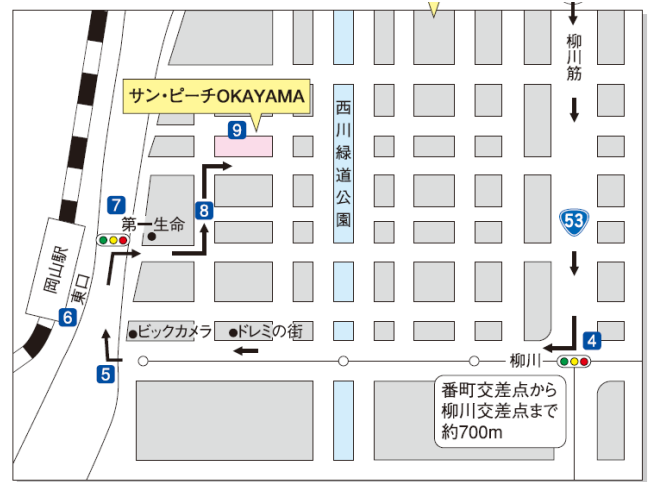 柳川筋
サン・ピーチOKAYAMA
9
西川緑道公園
7
第一生命
8
53
岡山駅
東口
6
ビックカメラ
ドレミの街
4
5
柳川
番町交差点から
柳川交差点まで
約700m